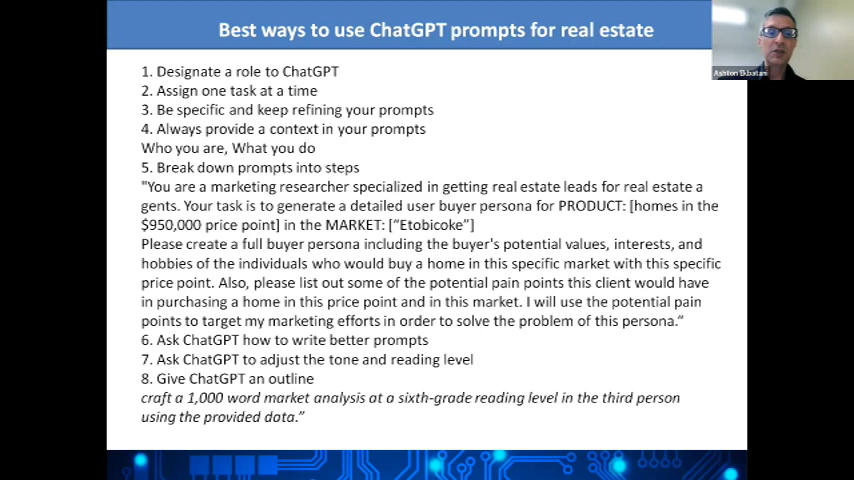 Best ways to use ChatGPT prompts for real estate
Ashton Ekbatani
1. Designate a role to ChatGPT
2. Assign one task at a time
3. Be specific and keep refining your prompts
4. Always provide a context in your prompts
Who you are, What you do
5. Break down prompts into steps
"You are a marketing researcher specialized in getting real estate leads for real estate a
gents. Your task is to generate a detailed user buyer persona for PRODUCT: [homes in the
$950,000 price point] in the MARKET: [“Etobicoke”]
Please create a full buyer persona including the buyer's potential values, interests, and
hobbies of the individuals who would buy a home in this specific market with this specific
price point. Also, please list out some of the potential pain points this client would have
in purchasing a home in this price point and in this market. I will use the potential pain
points to target my marketing efforts in order to solve the problem of this persona.“
6. Ask ChatGPT how to write better prompts
7. Ask ChatGPT to adjust the tone and reading level
8. Give ChatGPT an outline
craft a 1,000 word market analysis at a sixth-grade reading level in the third person
using the provided data.”